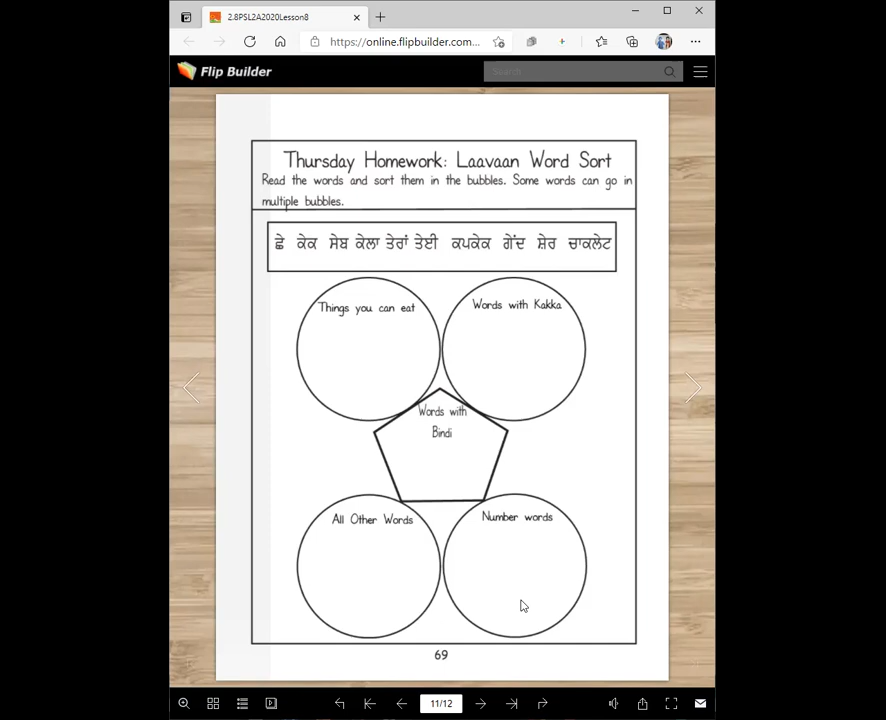 2.8PSL2A2020Lesson8
https://online.flipbuilder.com...
Flip Builder
Search
Thursday Homework: Laavaan Word Sort
Read the words and sort them in the bubbles. Some words can go in
multiple bubbles.
ਛੇ ਕੇਕ ਸੇਬ ਕੇਲਾ ਤੇਰਾਂ ਤੇਈ ਕਪਕੇਕ ਗੇਂਦ ਸ਼ੇਰ ਚਾਕਲੇਟ
Things you can eat
Words with Kakka
Words with
Bindi
All Other Words
Number words
69
11/12